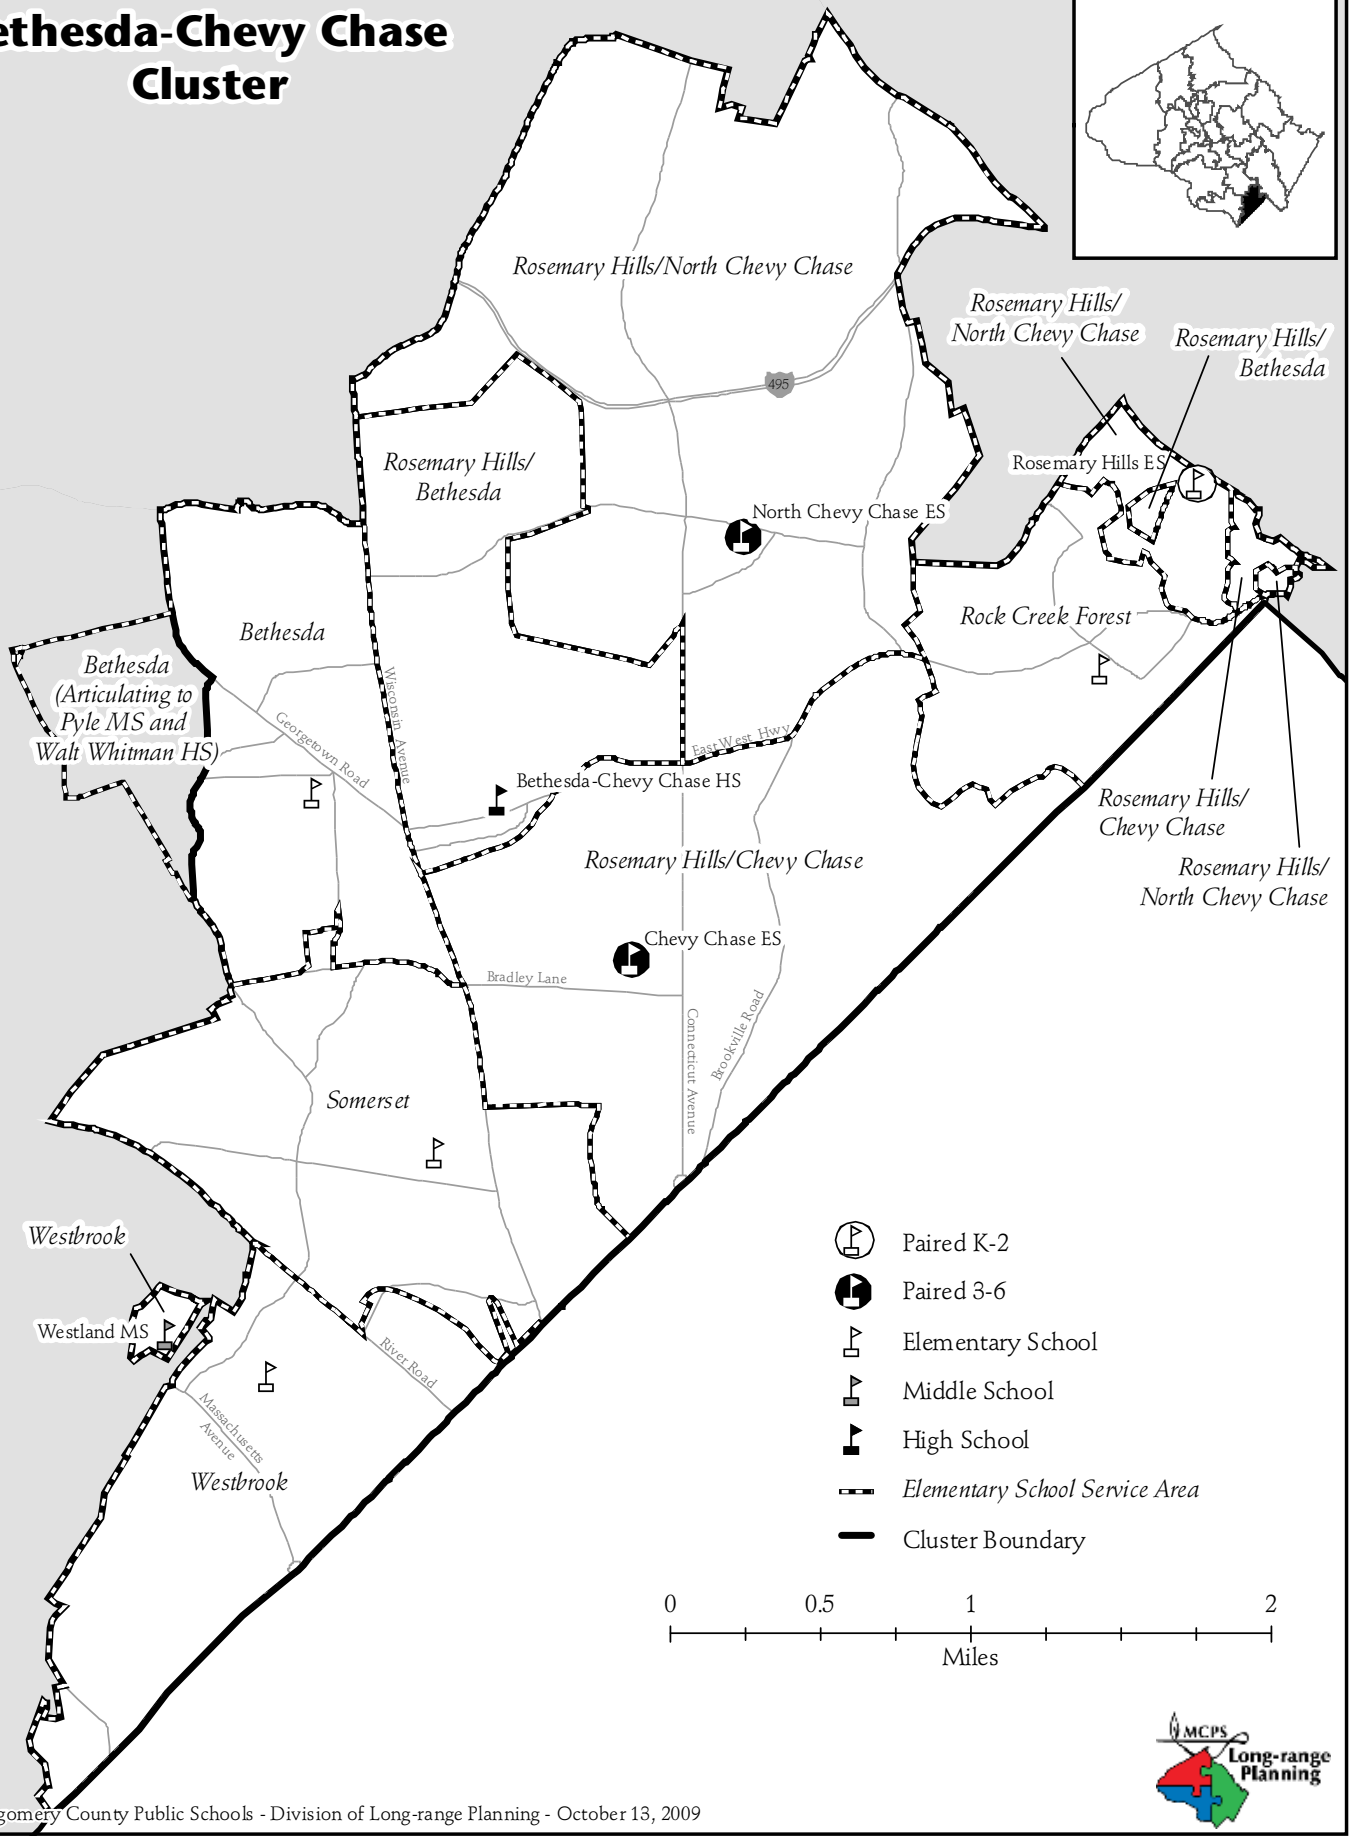 ethesda-Chevy Chase
Cluster
Rosemary Hills/North Chevy Chase
Rosemary Hills/
North Chevy Chase
Rosemary Hills/
Bethesda
495
Rosemary Hills/
Bethesda
Rosemary Hills ES
North Chevy Chase ES
Rock Creek Forest
Bethesda
Bethesda
(Articulating to
Pyle MS and
Walt Whitman HS)
Wisconsin Avenue
Georgetown Road
East West Hwy
Bethesda-Chevy Chase HS
Rosemary Hills/
Chevy Chase
Rosemary Hills/Chevy Chase
Rosemary Hills/
North Chevy Chase
Chevy Chase ES
Bradley Lane
Connecticut Avenue
Brookville Road
Somerset
Westbrook
Westland MS
River Road
Massachusetts
Avenue
Westbrook
Paired K-2
Paired 3-6
Elementary School
Middle School
High School
Elementary School Service Area
Cluster Boundary
0 0.5 1 2
Miles
MCPS
Long-range
Planning
gomery County Public Schools - Division of Long-range Planning - October 13, 2009